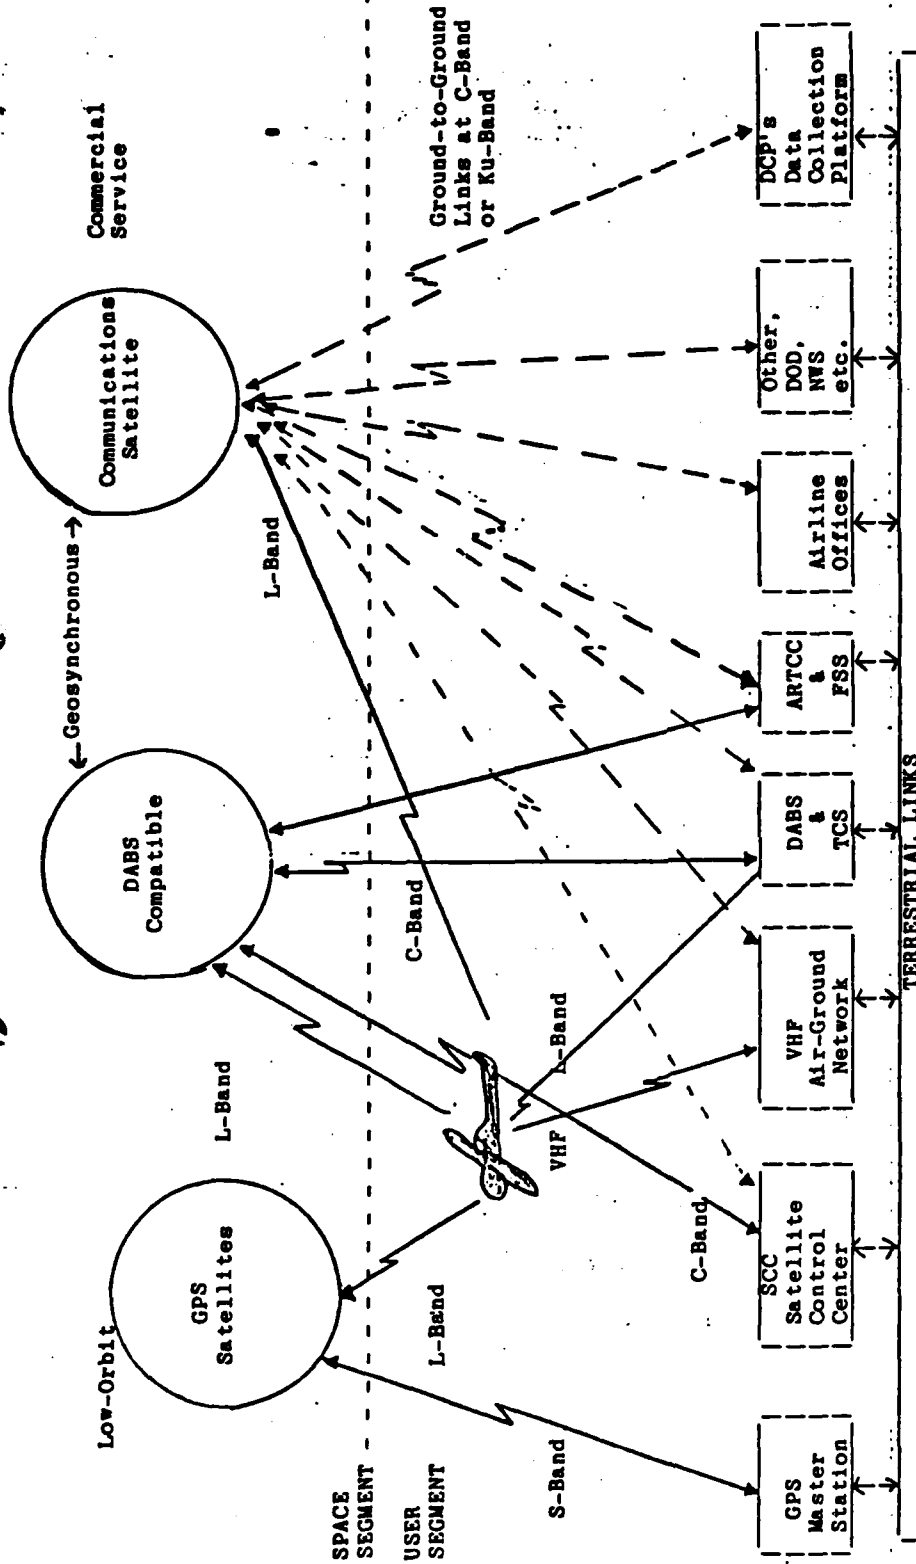 Low-Orbit
GPS
Satellites
DABS
Compatible
←Geosynchronous→
Communications
Satellite
Commercial
Service
L-Band
L-Band
SPACE
SEGMENT
USER
SEGMENT
Ground-to-Ground
Links at C-Band
or Ku-Band
S-Band
L-Band
C-Band
VHF
L-Band
C-Band
GPS
Master
Station
SCC
Satellite
Control
Center
VHF
Air-Ground
Network
DABS
&
TCS
ARTCC
&
FSS
Airline
Offices
Other,
DOD,
NWS
etc.
DCP's
Data
Collection
Platform
TERRESTRIAL LINKS